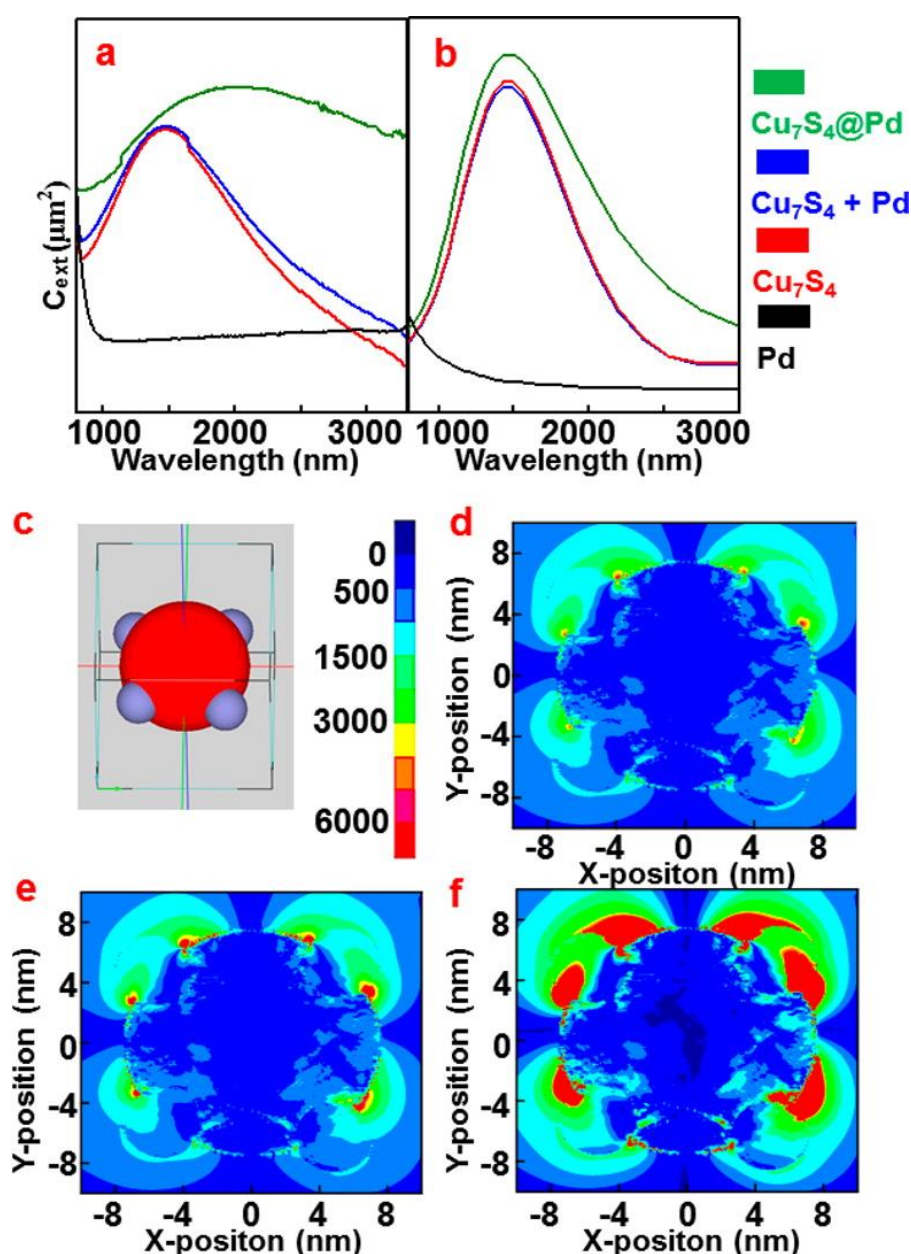 a
b
Cu₇S₄@Pd
Cu₇S₄ + Pd
Cu₇S₄
Pd
C_ext (μm²)
1000 2000 3000
1000 2000 3000
Wavelength (nm)
Wavelength (nm)
c
0
500
1500
3000
6000
d
8
4
0
-4
-8
Y-position (nm)
-8 -4 0 4 8
X-positon (nm)
e
8
4
0
-4
-8
Y-position (nm)
-8 -4 0 4 8
X-positon (nm)
f
8
4
0
-4
-8
Y-position (nm)
-8 -4 0 4 8
X-positon (nm)